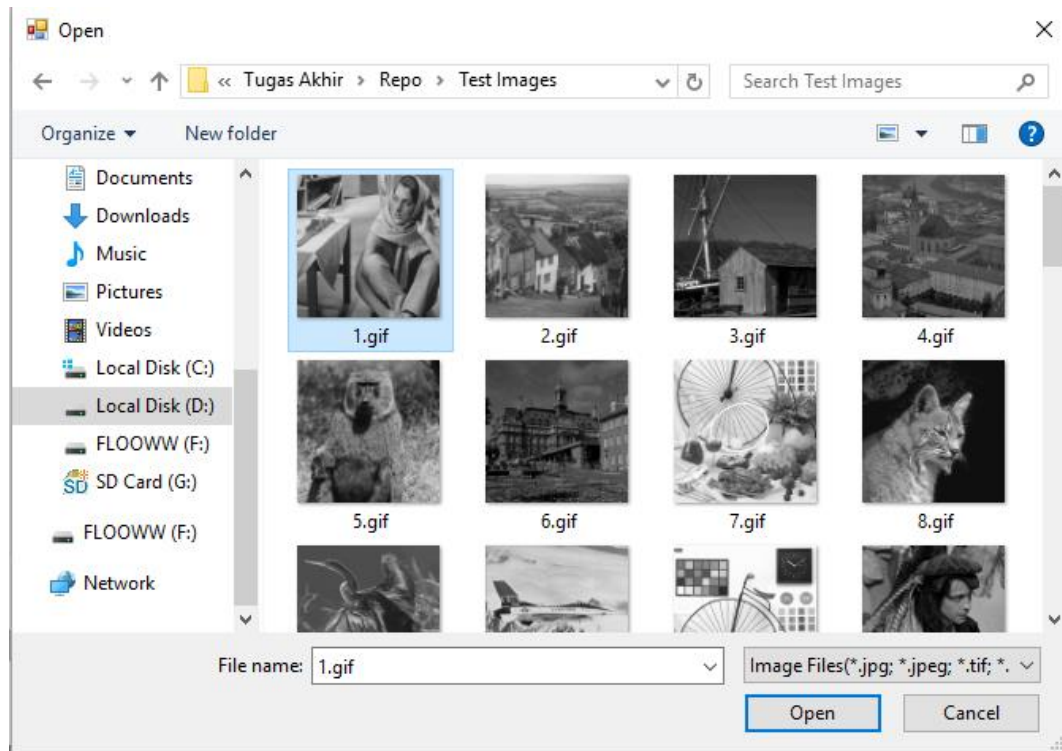 Open
« Tugas Akhir > Repo > Test Images
Search Test Images
Organize
New folder
Documents
Downloads
Music
Pictures
Videos
Local Disk (C:)
Local Disk (D:)
FLOOWW (F:)
SD Card (G:)
FLOOWW (F:)
Network
1.gif
2.gif
3.gif
4.gif
5.gif
6.gif
7.gif
8.gif
File name: 1.gif
Image Files(*.jpg; *.jpeg; *.tif; *.
Open
Cancel